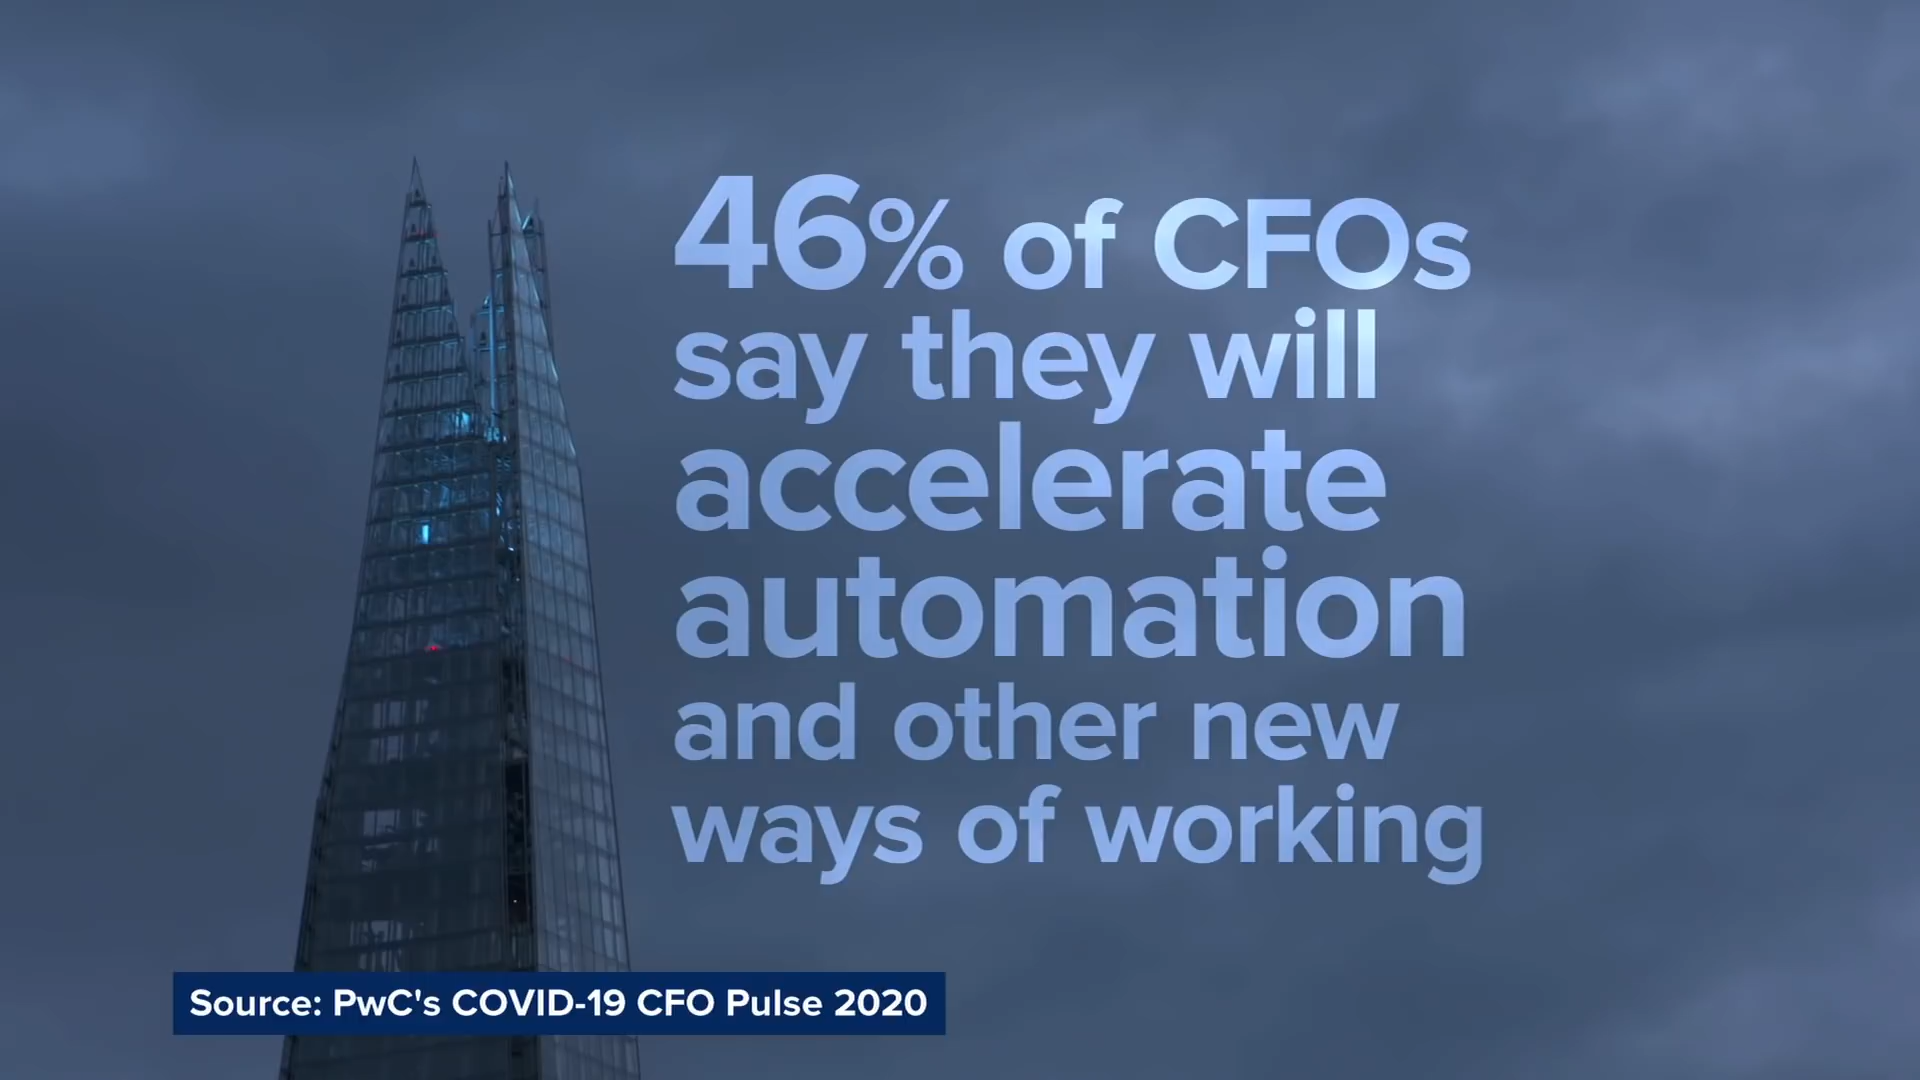 46% of CFOs
say they will
accelerate
automation
and other new
ways of working
Source: PwC's COVID-19 CFO Pulse 2020